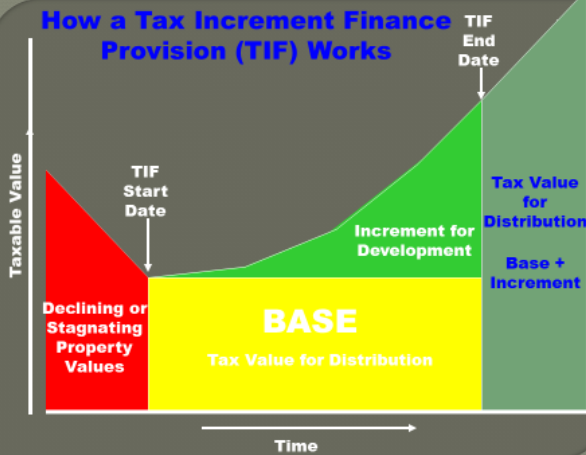 How a Tax Increment Finance
Provision (TIF) Works
TIF
End
Date
TIF
Start
Date
Taxable Value
Declining or
Stagnating
Property
Values
BASE
Tax Value for Distribution
Increment for
Development
Tax Value
for
Distribution
Base +
Increment
Time